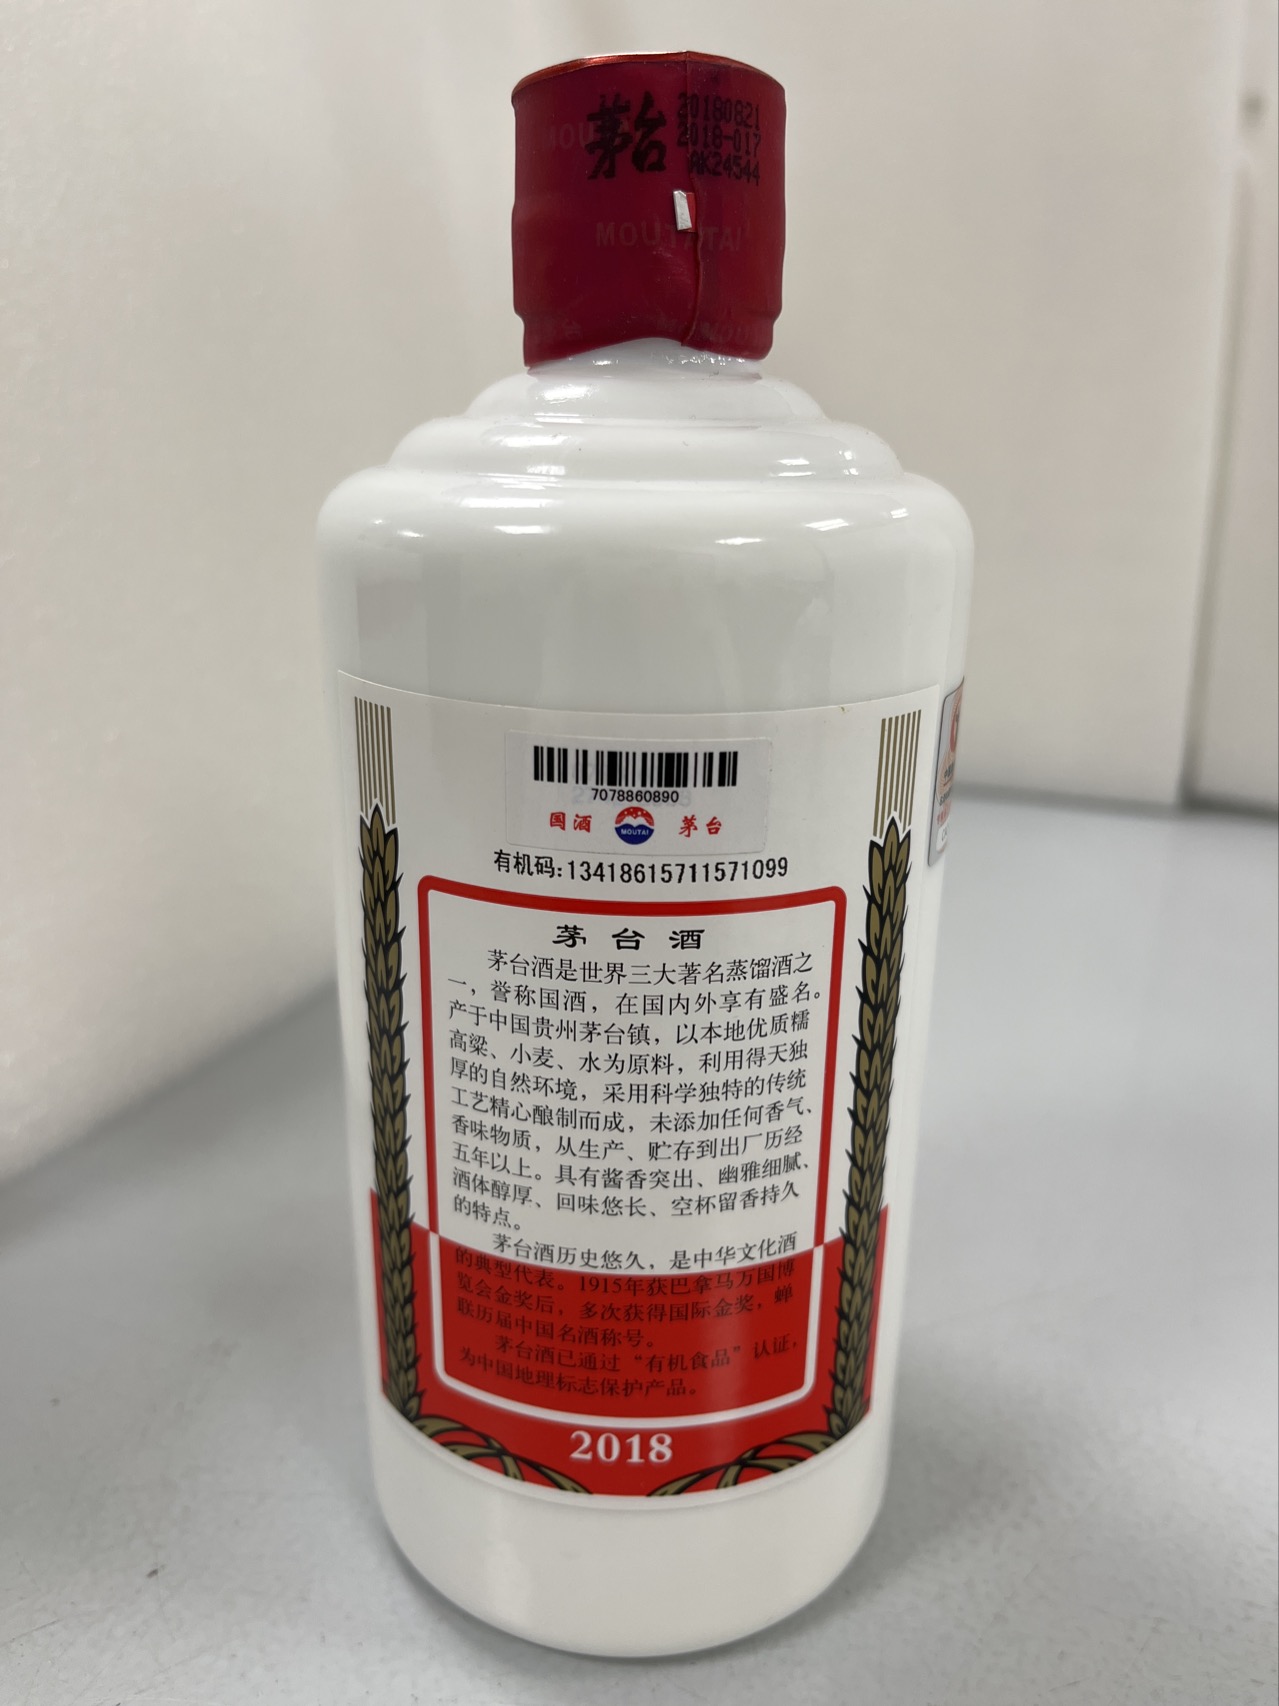 茅台
20180821
2018-017
AK24544
MOUTAI
7078860890
国酒 MOUTAI 茅台
有机码:13418615711571099
茅台酒
茅台酒是世界三大著名蒸馏酒之
一，誉称国酒，在国内外享有盛名。
产于中国贵州茅台镇，以本地优质糯
高粱、小麦、水为原料，利用得天独
厚的自然环境，采用科学独特的传统
工艺精心酿制而成，未添加任何香气、
香味物质，从生产、贮存到出厂历经
五年以上。具有酱香突出、幽雅细腻、
酒体醇厚、回味悠长、空杯留香持久
的特点。
茅台酒历史悠久，是中华文化酒
的典型代表。1915年获巴拿马万国博
览会金奖后，多次获得国际金奖，蝉
联历届中国名酒称号。
茅台酒已通过“有机食品”认证，
为中国地理标志保护产品。
2018